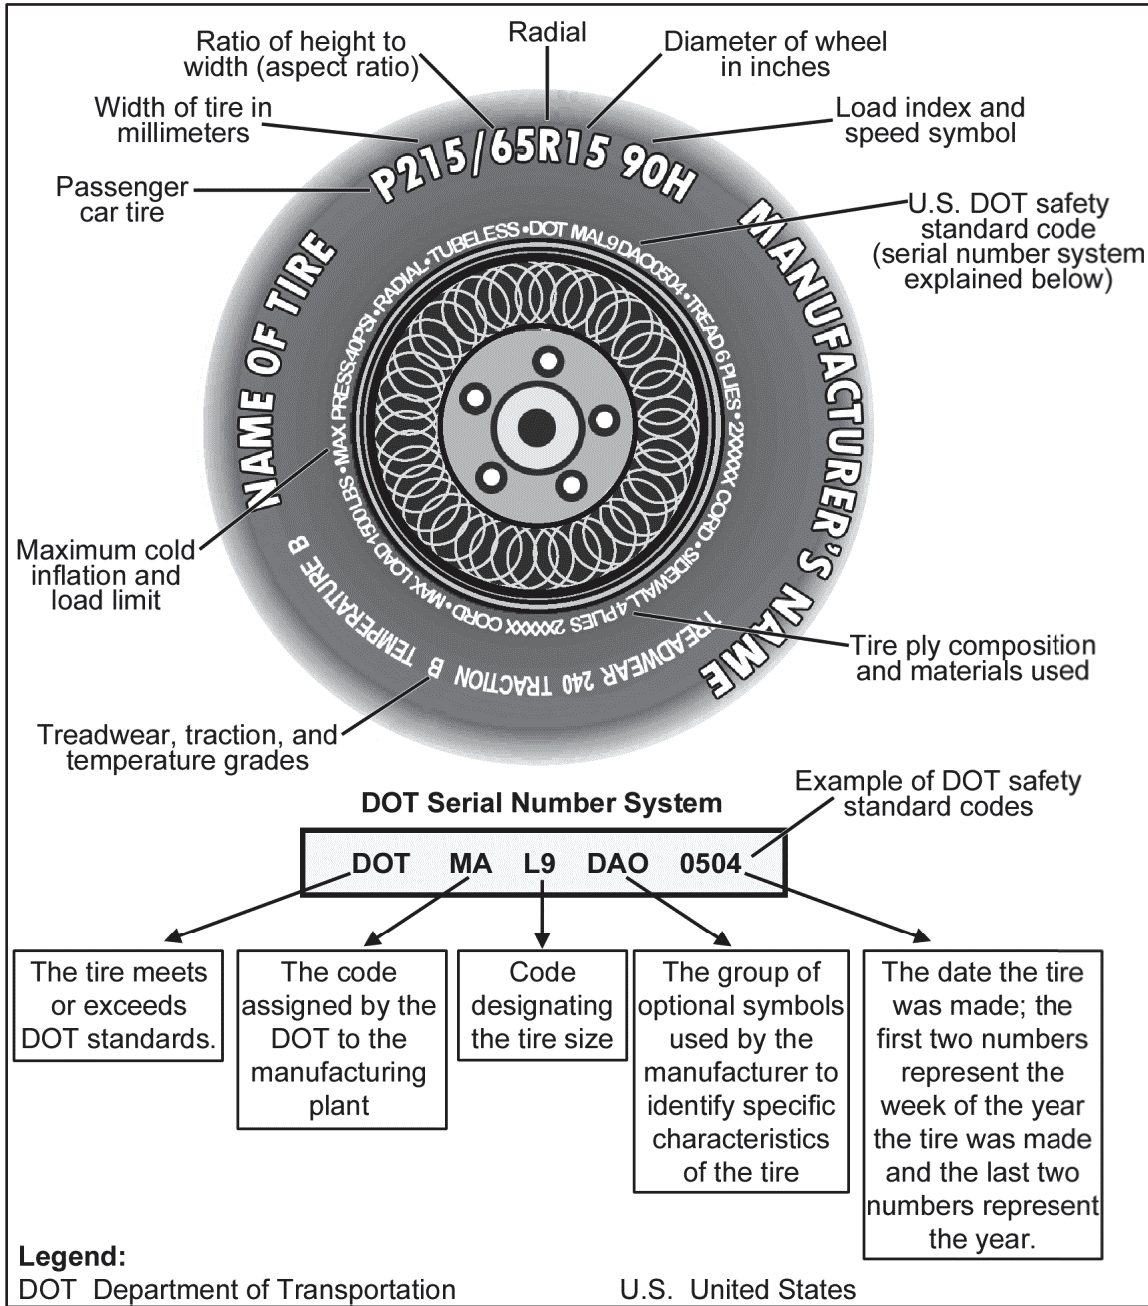 Ratio of height to
width (aspect ratio)
Radial
Diameter of wheel
in inches
Width of tire in
millimeters
Load index and
speed symbol
Passenger
car tire
P215/65R15 90H
U.S. DOT safety
standard code
(serial number system
explained below)
NAME OF TIRE
MANUFACTURER'S NAME
MAX. LOAD 1500 LBS • MAX PRESS.40PSI • RADIAL • TUBELESS • DOT MAL9DAO0504 • TREAD 6 PLIES • 2XXXXX CORD • SIDEWALL 4 PLIES 2XXXXX CORD •
TREADWEAR 240 TRACTION B TEMPERATURE B
Maximum cold
inflation and
load limit
Tire ply composition
and materials used
Treadwear, traction, and
temperature grades
Example of DOT safety
standard codes
DOT Serial Number System
DOT MA L9 DAO 0504
The tire meets
or exceeds
DOT standards.
The code
assigned by the
DOT to the
manufacturing
plant
Code
designating
the tire size
The group of
optional symbols
used by the
manufacturer to
identify specific
characteristics
of the tire
The date the tire
was made; the
first two numbers
represent the
week of the year
the tire was made
and the last two
numbers represent
the year.
Legend:
DOT Department of Transportation U.S. United States